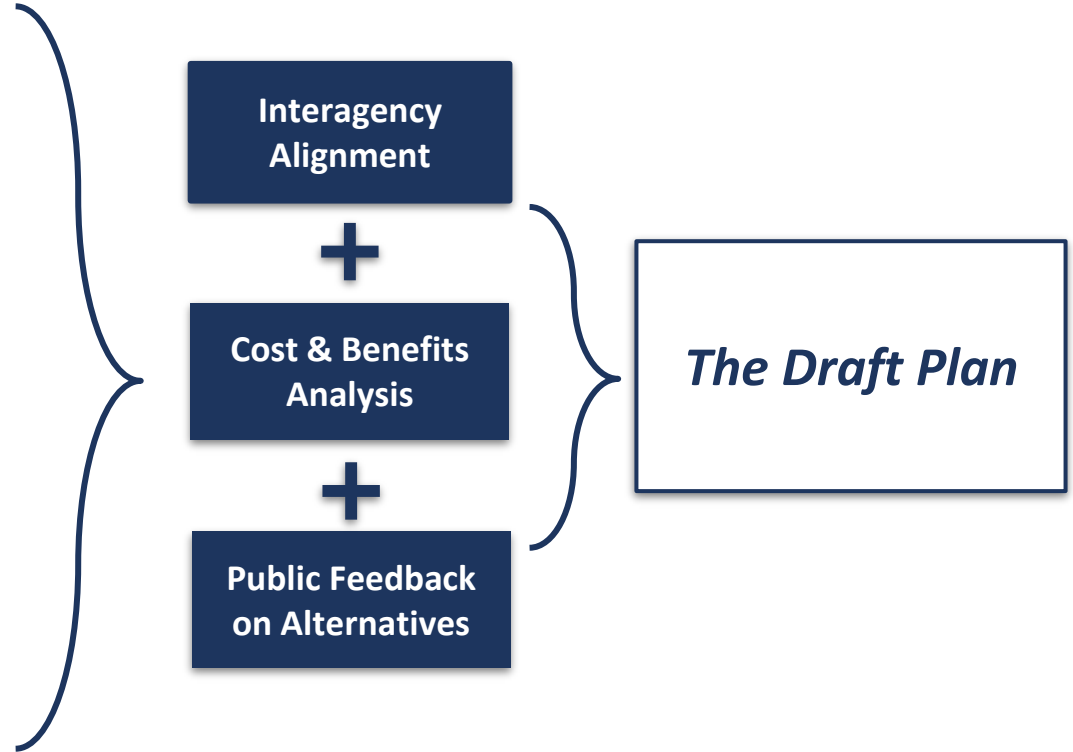 Interagency
Alignment
+
Cost & Benefits
Analysis
+
Public Feedback
on Alternatives
The Draft Plan